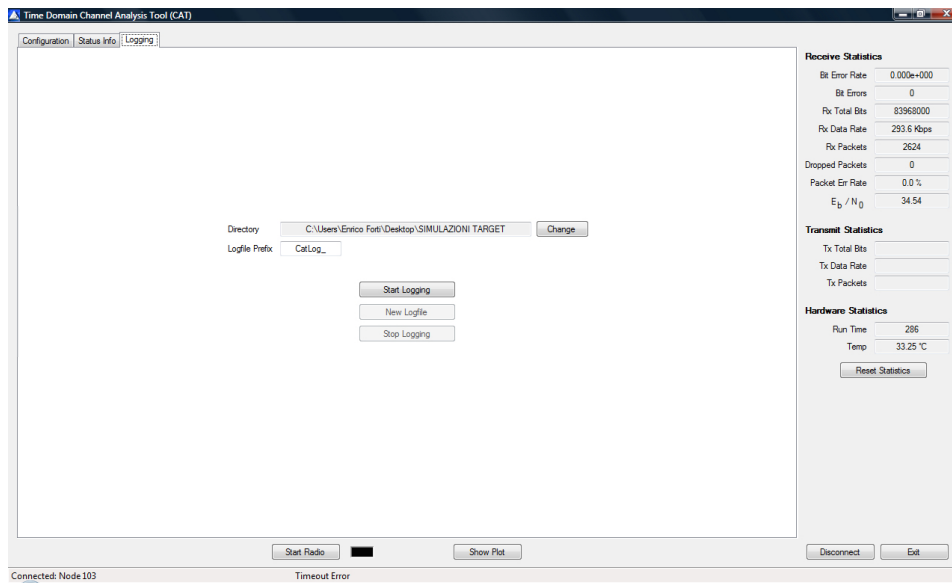 Time Domain Channel Analysis Tool (CAT)
Configuration Status Info Logging
Receive Statistics
Bit Error Rate 0.000e+000
Bit Errors 0
Rx Total Bits 83968000
Rx Data Rate 293.6 Kbps
Rx Packets 2624
Dropped Packets 0
Packet Err Rate 0.0 %
Eb / N0 34.54
Directory C:\Users\Enrico Forti\Desktop\SIMULAZIONI TARGET Change
Logfile Prefix CatLog_
Start Logging
New Logfile
Stop Logging
Transmit Statistics
Tx Total Bits
Tx Data Rate
Tx Packets
Hardware Statistics
Run Time 286
Temp 33.25 °C
Reset Statistics
Start Radio Show Plot Disconnect Exit
Connected: Node 103 Timeout Error